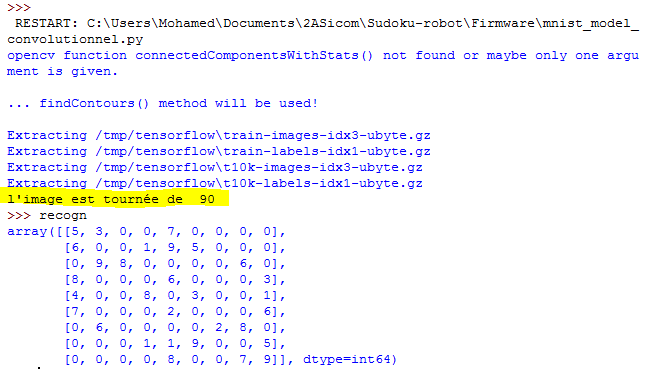 >>>
 RESTART: C:\Users\Mohamed\Documents\2ASicom\Sudoku-robot\Firmware\mnist_model_
convolutionnel.py
opencv function connectedComponentsWithStats() not found or maybe only one argu
ment is given.
... findContours() method will be used!
Extracting /tmp/tensorflow\train-images-idx3-ubyte.gz
Extracting /tmp/tensorflow\train-labels-idx1-ubyte.gz
Extracting /tmp/tensorflow\t10k-images-idx3-ubyte.gz
Extracting /tmp/tensorflow\t10k-labels-idx1-ubyte.gz
l'image est tournée de  90
>>> recogn
array([[5, 3, 0, 0, 7, 0, 0, 0, 0],
       [6, 0, 0, 1, 9, 5, 0, 0, 0],
       [0, 9, 8, 0, 0, 0, 0, 6, 0],
       [8, 0, 0, 0, 6, 0, 0, 0, 3],
       [4, 0, 0, 8, 0, 3, 0, 0, 1],
       [7, 0, 0, 0, 2, 0, 0, 0, 6],
       [0, 6, 0, 0, 0, 0, 2, 8, 0],
       [0, 0, 0, 1, 1, 9, 0, 0, 5],
       [0, 0, 0, 0, 8, 0, 0, 7, 9]], dtype=int64)